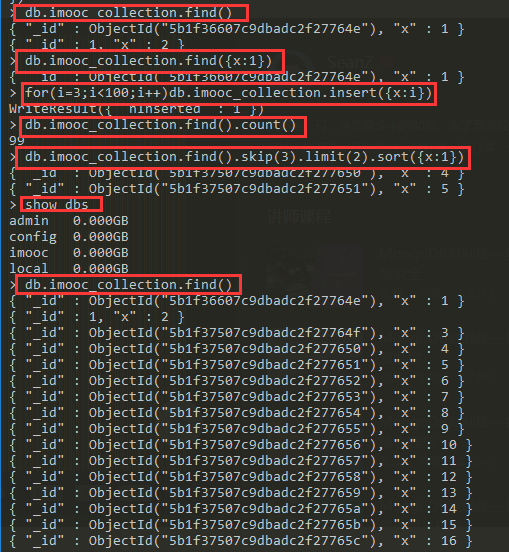 > db.imooc_collection.find()
{ "_id" : ObjectId("5b1f36607c9dbadc2f27764e"), "x" : 1 }
{ "_id" : 1, "x" : 2 }
> db.imooc_collection.find({x:1})
{ "_id" : ObjectId("5b1f36607c9dbadc2f27764e"), "x" : 1 }
> for(i=3;i<100;i++)db.imooc_collection.insert({x:i})
WriteResult({ "nInserted" : 1 })
> db.imooc_collection.find().count()
99
> db.imooc_collection.find().skip(3).limit(2).sort({x:1})
{ "_id" : ObjectId("5b1f37507c9dbadc2f277650"), "x" : 4 }
{ "_id" : ObjectId("5b1f37507c9dbadc2f277651"), "x" : 5 }
> show dbs
admin   0.000GB
config  0.000GB
imooc   0.000GB
local   0.000GB
> db.imooc_collection.find()
{ "_id" : ObjectId("5b1f36607c9dbadc2f27764e"), "x" : 1 }
{ "_id" : 1, "x" : 2 }
{ "_id" : ObjectId("5b1f37507c9dbadc2f27764f"), "x" : 3 }
{ "_id" : ObjectId("5b1f37507c9dbadc2f277650"), "x" : 4 }
{ "_id" : ObjectId("5b1f37507c9dbadc2f277651"), "x" : 5 }
{ "_id" : ObjectId("5b1f37507c9dbadc2f277652"), "x" : 6 }
{ "_id" : ObjectId("5b1f37507c9dbadc2f277653"), "x" : 7 }
{ "_id" : ObjectId("5b1f37507c9dbadc2f277654"), "x" : 8 }
{ "_id" : ObjectId("5b1f37507c9dbadc2f277655"), "x" : 9 }
{ "_id" : ObjectId("5b1f37507c9dbadc2f277656"), "x" : 10 }
{ "_id" : ObjectId("5b1f37507c9dbadc2f277657"), "x" : 11 }
{ "_id" : ObjectId("5b1f37507c9dbadc2f277658"), "x" : 12 }
{ "_id" : ObjectId("5b1f37507c9dbadc2f277659"), "x" : 13 }
{ "_id" : ObjectId("5b1f37507c9dbadc2f27765a"), "x" : 14 }
{ "_id" : ObjectId("5b1f37507c9dbadc2f27765b"), "x" : 15 }
{ "_id" : ObjectId("5b1f37507c9dbadc2f27765c"), "x" : 16 }